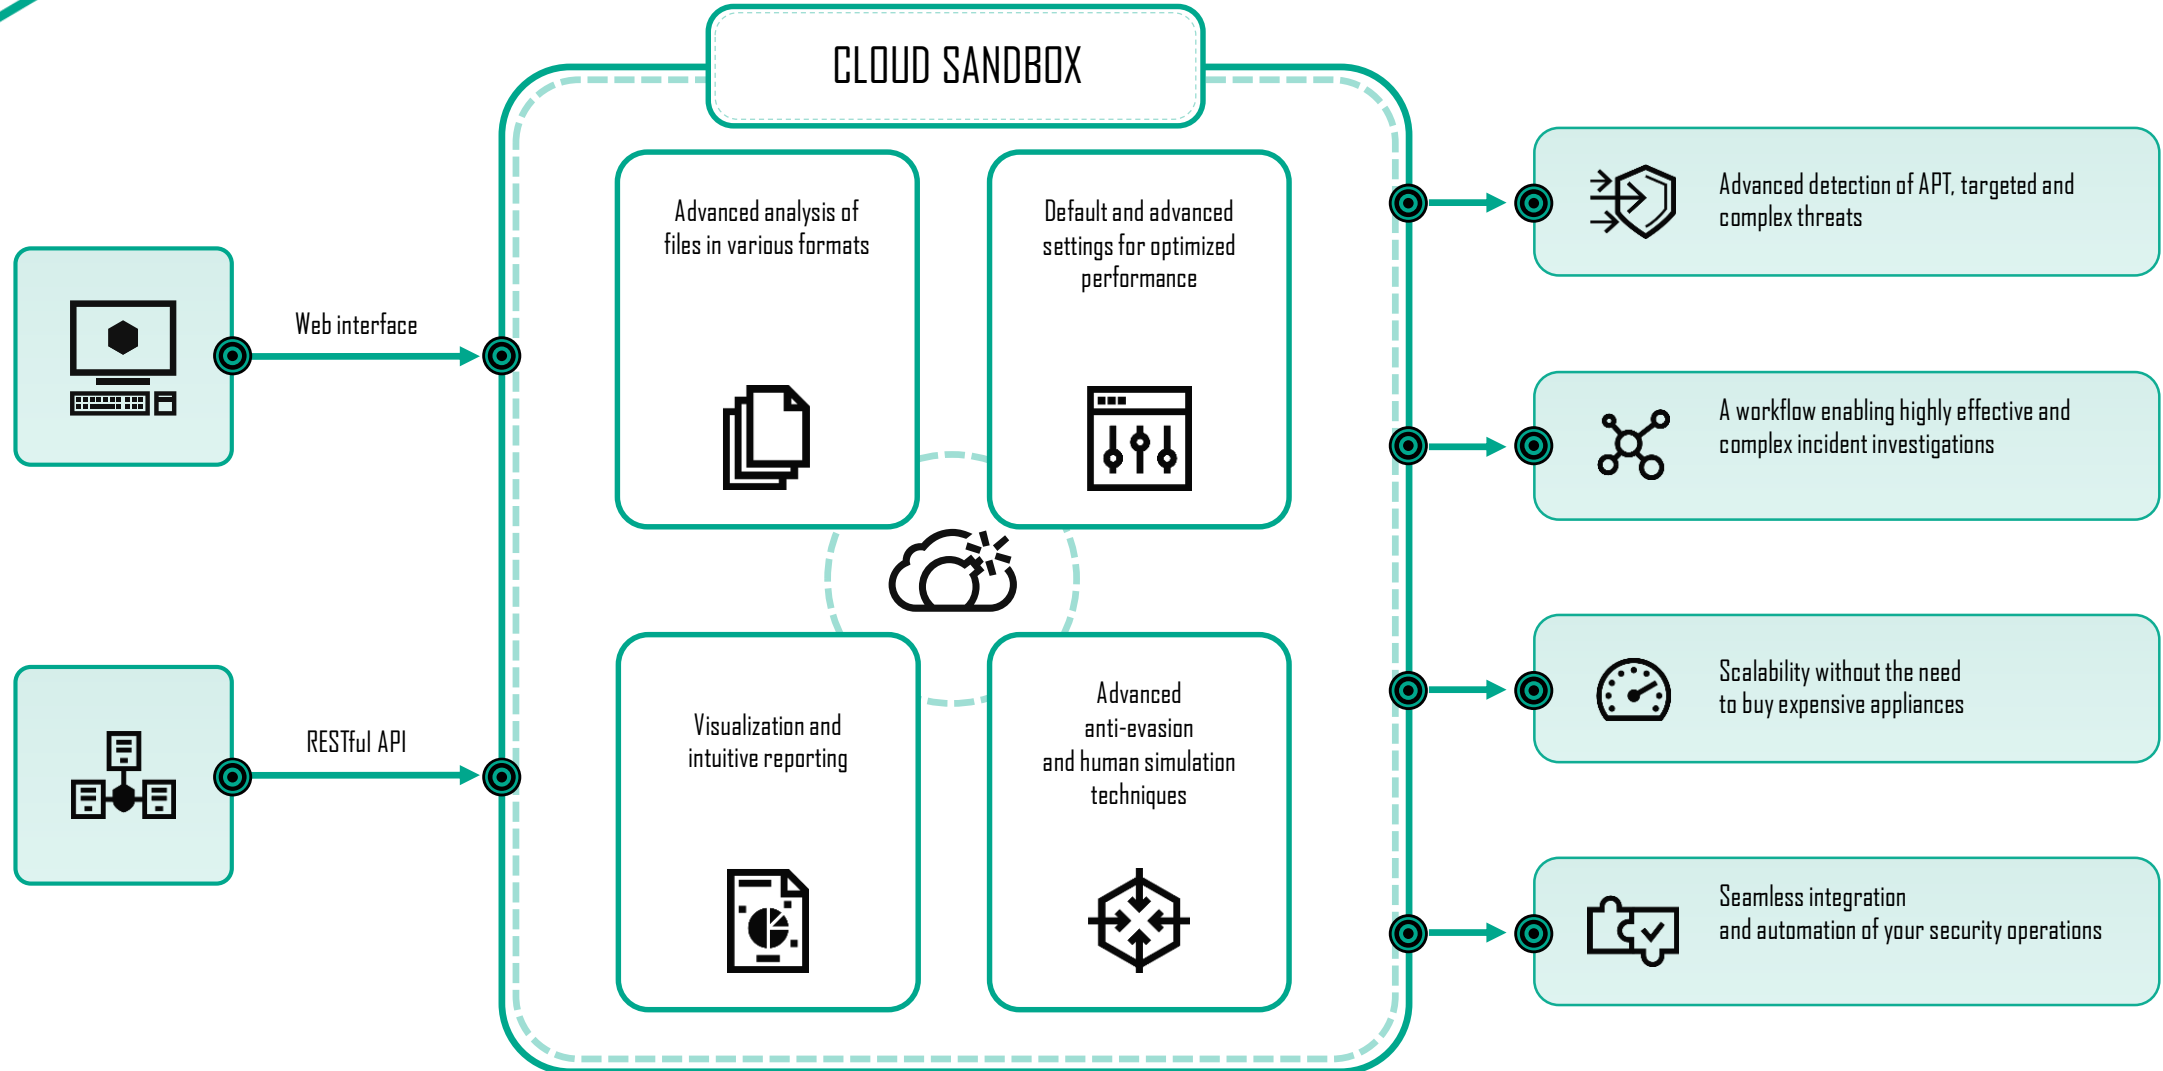 CLOUD SANDBOX
Web interface
RESTful API
Advanced analysis of
files in various formats
Default and advanced
settings for optimized
performance
Visualization and
intuitive reporting
Advanced
anti-evasion
and human simulation
techniques
Advanced detection of APT, targeted and
complex threats
A workflow enabling highly effective and
complex incident investigations
Scalability without the need
to buy expensive appliances
Seamless integration
and automation of your security operations